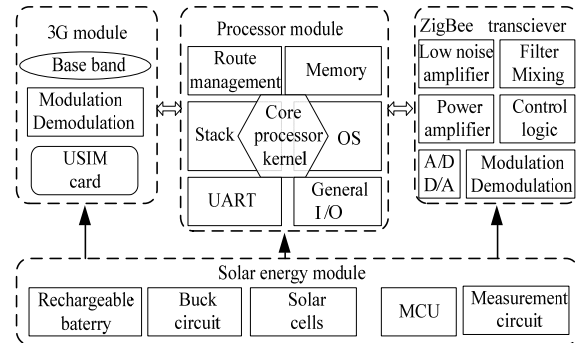 3G module
Base band
Modulation
Demodulation
USIM
card
Processor module
Route
management
Memory
Stack
Core
processor
kernel
OS
UART
General
I/O
ZigBee transciever
Low noise
amplifier
Filter
Mixing
Power
amplifier
Control
logic
A/D
D/A
Modulation
Demodulation
Solar energy module
Rechargeable
baterry
Buck
circuit
Solar
cells
MCU
Measurement
circuit